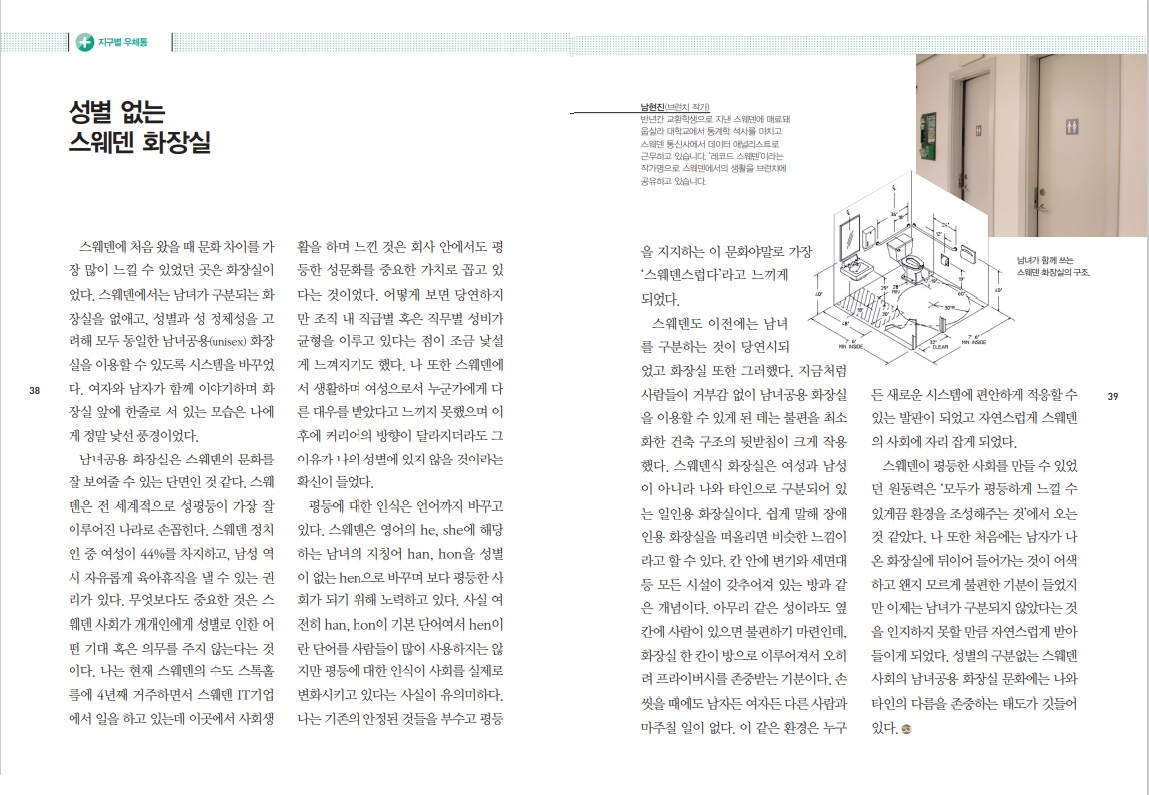 지구별 우체통
성별 없는
스웨덴 화장실
스웨덴에 처음 왔을 때 문화 차이를 가
장 많이 느낄 수 있었던 곳은 화장실이
었다. 스웨덴에서는 남녀가 구분되는 화
장실을 없애고, 성별과 성 정체성을 고
려해 모두 동일한 남녀공용(unisex) 화장
실을 이용할 수 있도록 시스템을 바꾸었
다. 여자와 남자가 함께 이야기하며 화
장실 앞에 한줄로 서 있는 모습은 나에
게 정말 낯선 풍경이었다.
남녀공용 화장실은 스웨덴의 문화를
잘 보여줄 수 있는 단면인 것 같다. 스웨
덴은 전 세계적으로 성평등이 가장 잘
이루어진 나라로 손꼽힌다. 스웨덴 정치
인 중 여성이 44%를 차지하고, 남성 역
시 자유롭게 육아휴직을 낼 수 있는 권
리가 있다. 무엇보다도 중요한 것은 스
웨덴 사회가 개개인에게 성별로 인한 어
떤 기대 혹은 의무를 주지 않는다는 것
이다. 나는 현재 스웨덴의 수도 스톡홀
름에 4년째 거주하면서 스웨덴 IT기업
에서 일을 하고 있는데 이곳에서 사회생
활을 하며 느낀 것은 회사 안에서도 평
등한 성문화를 중요한 가치로 꼽고 있
다는 것이었다. 어떻게 보면 당연하지
만 조직 내 직급별 혹은 직무별 성비가
균형을 이루고 있다는 점이 조금 낯설
게 느껴지기도 했다. 나 또한 스웨덴에
서 생활하며 여성으로서 누군가에게 다
른 대우를 받았다고 느끼지 못했으며 이
후에 커리어의 방향이 달라지더라도 그
이유가 나의 성별에 있지 않을 것이라는
확신이 들었다.
평등에 대한 인식은 언어까지 바꾸고
있다. 스웨덴은 영어의 he, she에 해당
하는 남녀의 지칭어 han, hon을 성별
이 없는 hen으로 바꾸며 보다 평등한 사
회가 되기 위해 노력하고 있다. 사실 여
전히 han, hon이 기본 단어여서 hen이
란 단어를 사람들이 많이 사용하지는 않
지만 평등에 대한 인식이 사회를 실제로
변화시키고 있다는 사실이 유의미하다.
나는 기존의 안정된 것들을 부수고 평등
38
남현진(브런치 작가)
반년간 교환학생으로 지낸 스웨덴에 매료돼
웁살라 대학교에서 통계학 석사를 마치고
스웨덴 통신사에서 데이터 애널리스트로
근무하고 있습니다. '레코드 스웨덴'이라는
작가명으로 스웨덴에서의 생활을 브런치에
공유하고 있습니다.
남녀가 함께 쓰는
스웨덴 화장실의 구조.
을 지지하는 이 문화야말로 가장
'스웨덴스럽다'라고 느끼게
되었다.
스웨덴도 이전에는 남녀
를 구분하는 것이 당연시되
었고 화장실 또한 그러했다. 지금처럼
사람들이 거부감 없이 남녀공용 화장실
을 이용할 수 있게 된 데는 불편을 최소
화한 건축 구조의 뒷받침이 크게 작용
했다. 스웨덴식 화장실은 여성과 남성
이 아니라 나와 타인으로 구분되어 있
는 일인용 화장실이다. 쉽게 말해 장애
인용 화장실을 떠올리면 비슷한 느낌이
라고 할 수 있다. 칸 안에 변기와 세면대
등 모든 시설이 갖추어져 있는 방과 같
은 개념이다. 아무리 같은 성이라도 옆
칸에 사람이 있으면 불편하기 마련인데,
화장실 한 칸이 방으로 이루어져서 오히
려 프라이버시를 존중받는 기분이다. 손
씻을 때에도 남자든 여자든 다른 사람과
마주칠 일이 없다. 이 같은 환경은 누구
든 새로운 시스템에 편안하게 적응할 수
있는 발판이 되었고 자연스럽게 스웨덴
의 사회에 자리 잡게 되었다.
스웨덴이 평등한 사회를 만들 수 있었
던 원동력은 '모두가 평등하게 느낄 수
있게끔 환경을 조성해주는 것'에서 오는
것 같았다. 나 또한 처음에는 남자가 나
온 화장실에 뒤이어 들어가는 것이 어색
하고 왠지 모르게 불편한 기분이 들었지
만 이제는 남녀가 구분되지 않았다는 것
을 인지하지 못할 만큼 자연스럽게 받아
들이게 되었다. 성별의 구분없는 스웨덴
사회의 남녀공용 화장실 문화에는 나와
타인의 다름을 존중하는 태도가 깃들어
있다.
39